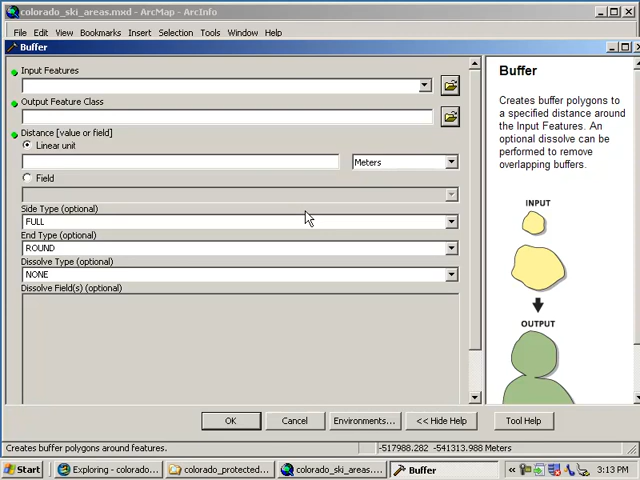 colorado_ski_areas.mxd - ArcMap - ArcInfo
File Edit View Bookmarks Insert Selection Tools Window Help
Buffer
Input Features
Output Feature Class
Distance [value or field]
Linear unit
Meters
Field
Side Type (optional)
FULL
End Type (optional)
ROUND
Dissolve Type (optional)
NONE
Dissolve Field(s) (optional)
Buffer
Creates buffer polygons to
a specified distance around
the Input Features. An
optional dissolve can be
performed to remove
overlapping buffers.
INPUT
OUTPUT
OK Cancel Environments... << Hide Help Tool Help
Creates buffer polygons around features. -517988.282 -541313.988 Meters
Start Exploring - colorado... colorado_protected... colorado_ski_areas.... Buffer « 3:13 PM